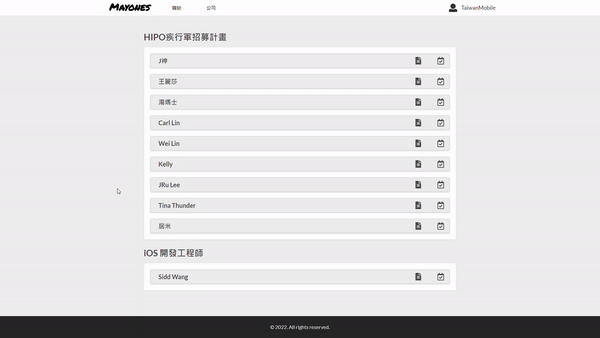 Mayones
職缺
公司
TaiwanMobile
HIPO疾行軍招募計畫
J神
王麗莎
湯瑪士
Carl Lin
Wei Lin
Kelly
JRu Lee
Tina Thunder
居米
iOS 開發工程師
Sidd Wang
© 2022. All rights reserved.